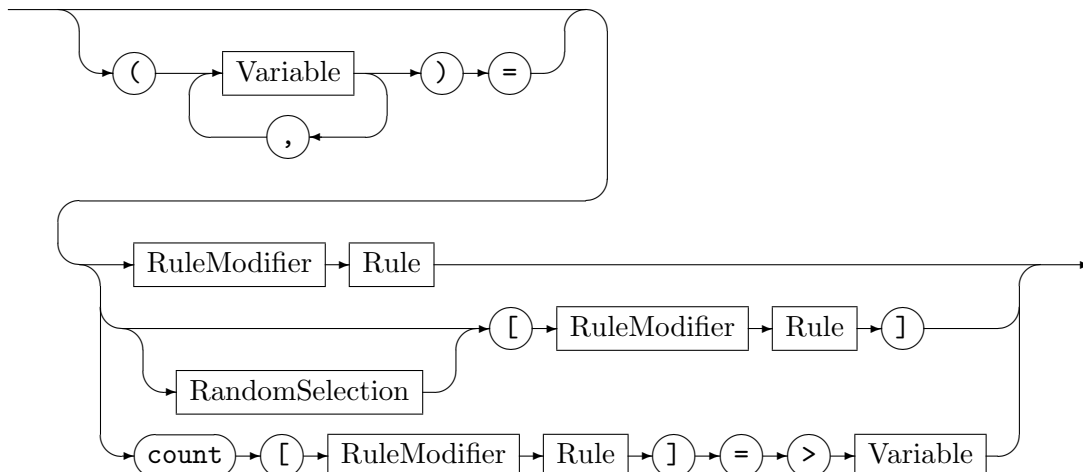 ( Variable ) =
,
RuleModifier Rule
[ RuleModifier Rule ]
RandomSelection
count [ RuleModifier Rule ] = > Variable